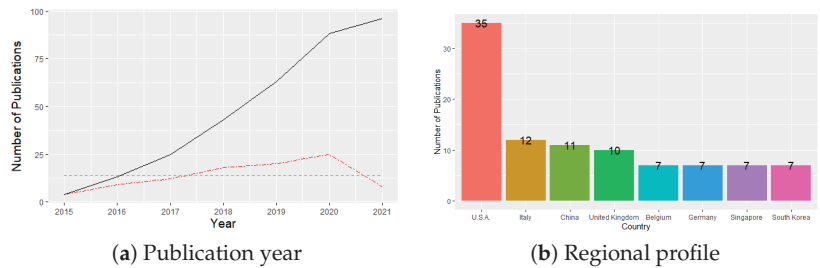 100
75
50
25
0
Number of Publications
2015 2016 2017 2018 2019 2020 2021
Year
(a) Publication year
30
20
10
0
Number of Publications
35
12
11
10
7
7
7
7
U.S.A. Italy China United Kingdom Belgium Germany Singapore South Korea
Country
(b) Regional profile